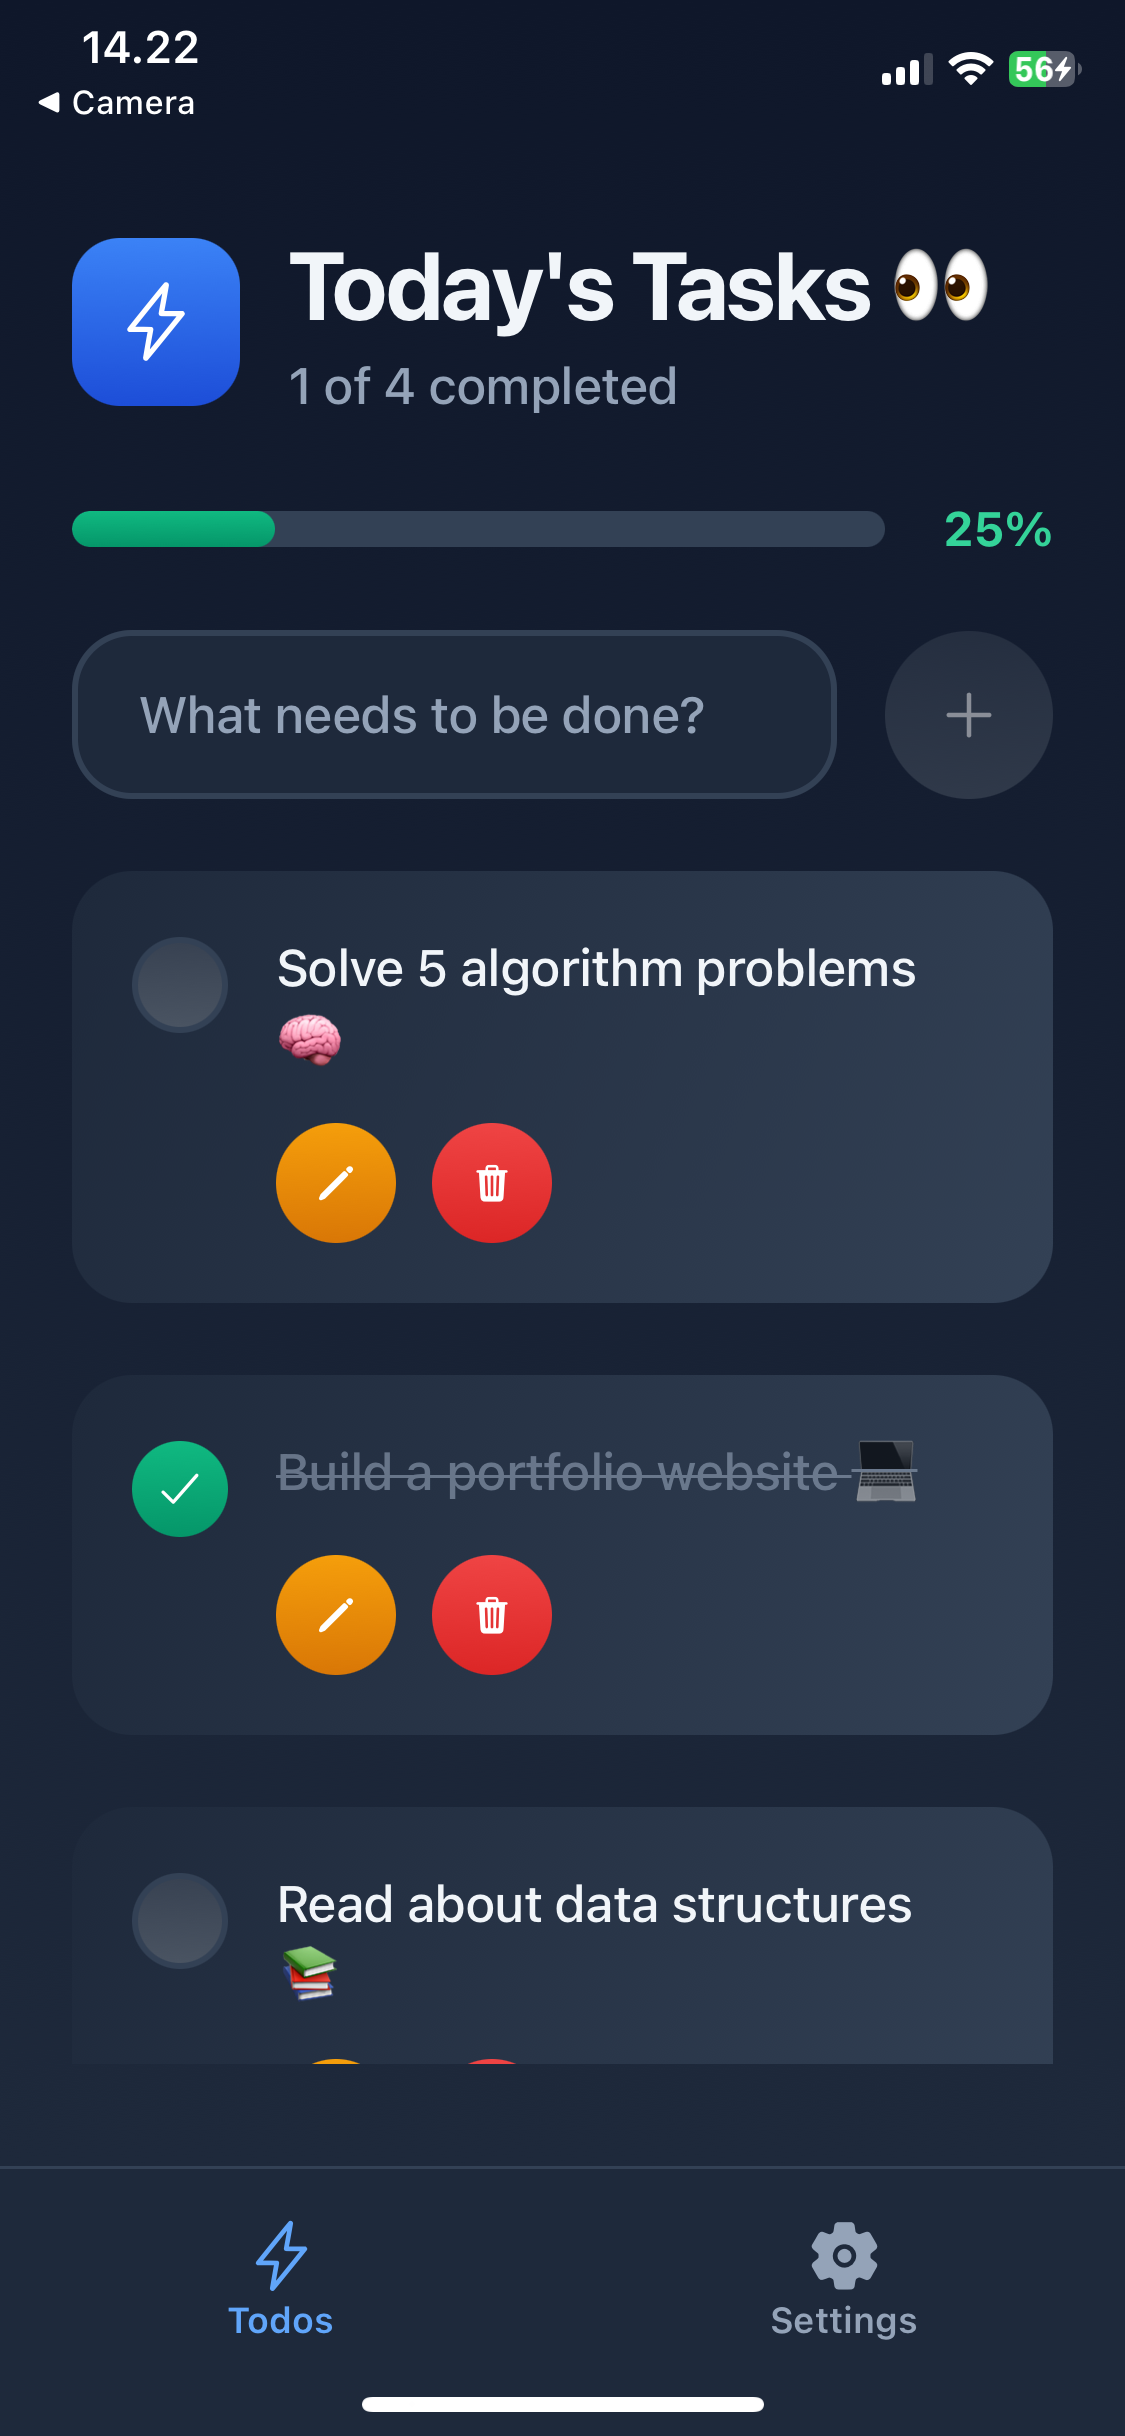 14.22
◀ Camera
56
Today's Tasks 👀
1 of 4 completed
25%
What needs to be done?
Solve 5 algorithm problems
🧠
Build a portfolio website 💻
Read about data structures
📚
Todos
Settings